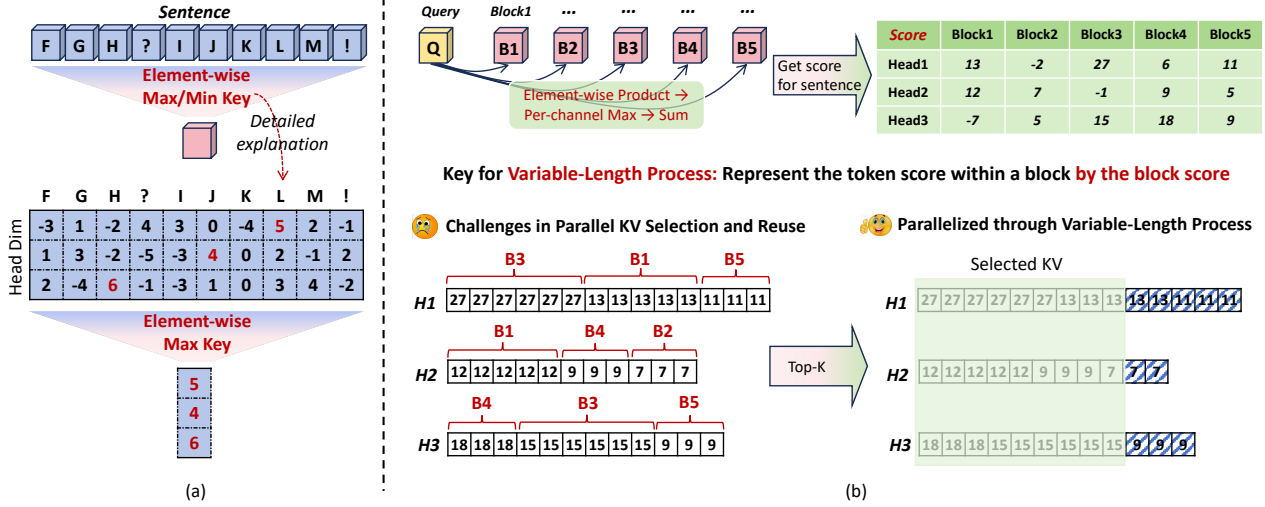 Sentence
F G H ? I J K L M !
Element-wise
Max/Min Key
Detailed
explanation
F G H ? I J K L M !
Head Dim
-3 1 -2 4 3 0 -4 5 2 -1
1 3 -2 -5 -3 4 0 2 -1 2
2 -4 6 -1 -3 1 0 3 4 -2
Element-wise
Max Key
5
4
6
(a)
Query Block1 ... ... ... ...
Q B1 B2 B3 B4 B5
Element-wise Product →
Per-channel Max → Sum
Get score
for sentence
Score Block1 Block2 Block3 Block4 Block5
Head1 13 -2 27 6 11
Head2 12 7 -1 9 5
Head3 -7 5 15 18 9
Key for Variable-Length Process: Represent the token score within a block by the block score
Challenges in Parallel KV Selection and Reuse
B3 B1 B5
H1 27 27 27 27 27 27 13 13 13 13 13 11 11 11
B1 B4 B2
H2 12 12 12 12 12 9 9 9 7 7 7
B4 B3 B5
H3 18 18 18 15 15 15 15 15 15 9 9 9
Top-K
Parallelized through Variable-Length Process
Selected KV
H1 27 27 27 27 27 27 13 13 13 13 13 11 11 11
H2 12 12 12 12 12 9 9 9 7 7 7
H3 18 18 18 15 15 15 15 15 15 9 9 9
(b)